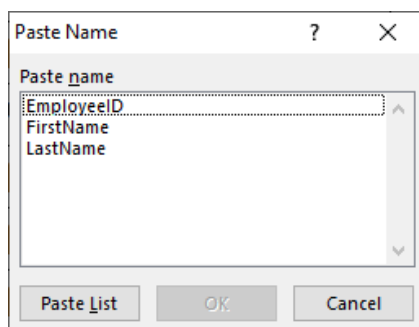 Paste Name ?
Paste name
EmployeeID
FirstName
LastName
Paste List OK Cancel